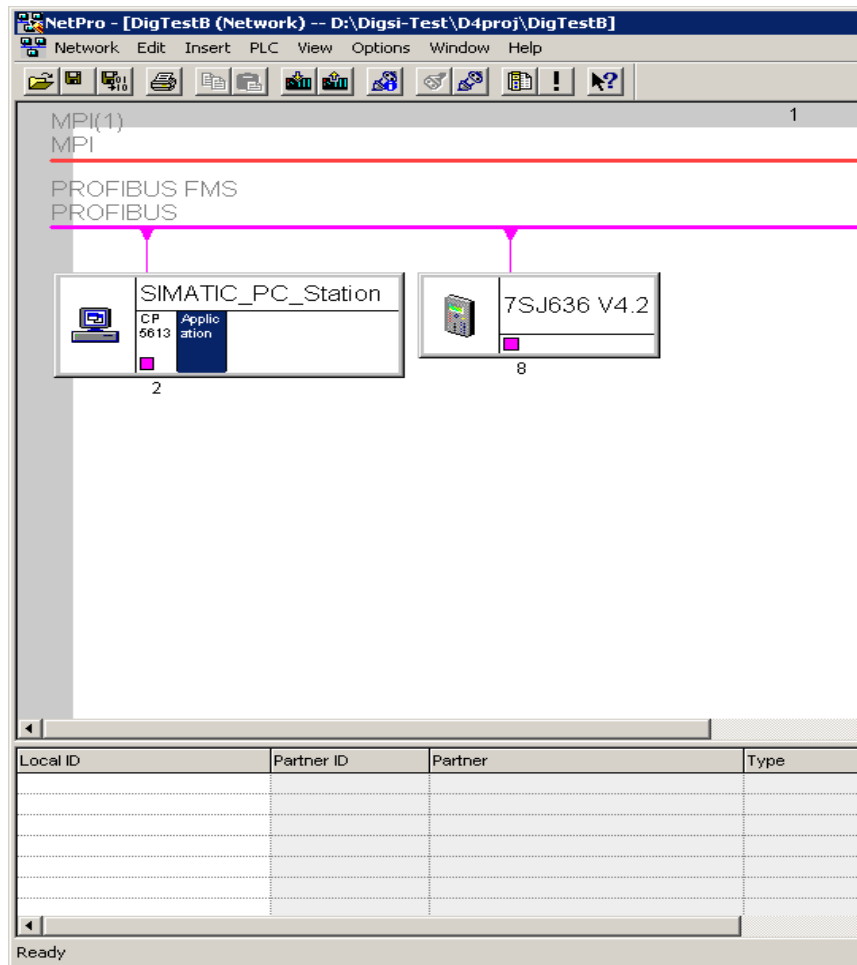 NetPro - [DigTestB (Network) -- D:\Digsi-Test\D4proj\DigTestB]
Network Edit Insert PLC View Options Window Help
1
MPI(1)
MPI
PROFIBUS FMS
PROFIBUS
SIMATIC_PC_Station
CP
5613
Applic
ation
2
7SJ636 V4.2
8
Local ID Partner ID Partner Type
Ready